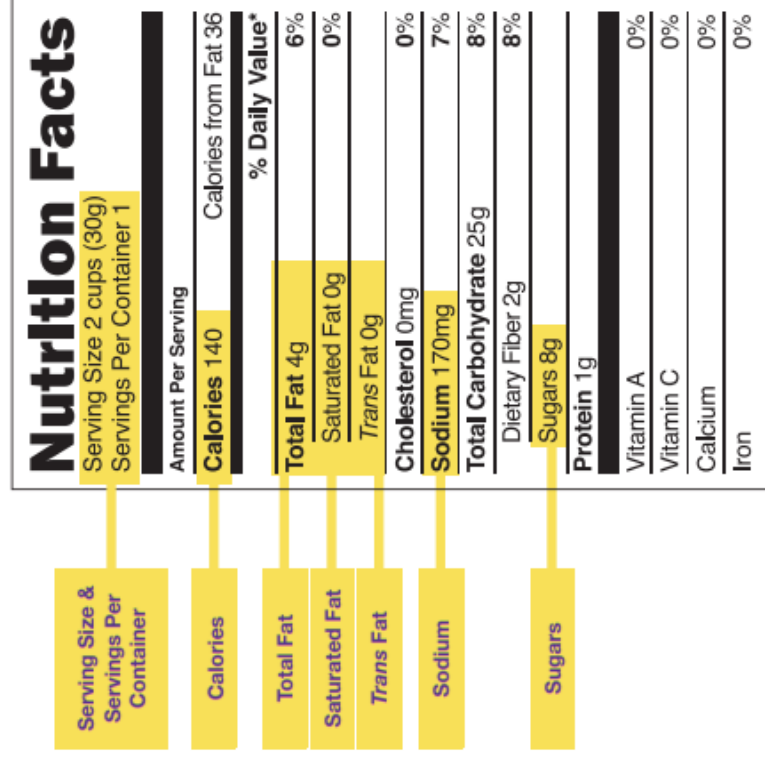 Nutrition Facts
Serving Size 2 cups (30g)
Servings Per Container 1
Amount Per Serving
Calories 140 Calories from Fat 36
% Daily Value*
Total Fat 4g 6%
Saturated Fat 0g 0%
Trans Fat 0g
Cholesterol 0mg 0%
Sodium 170mg 7%
Total Carbohydrate 25g 8%
Dietary Fiber 2g 8%
Sugars 8g
Protein 1g
Vitamin A 0%
Vitamin C 0%
Calcium 0%
Iron 0%
Serving Size &
Servings Per
Container
Calories
Total Fat
Saturated Fat
Trans Fat
Sodium
Sugars